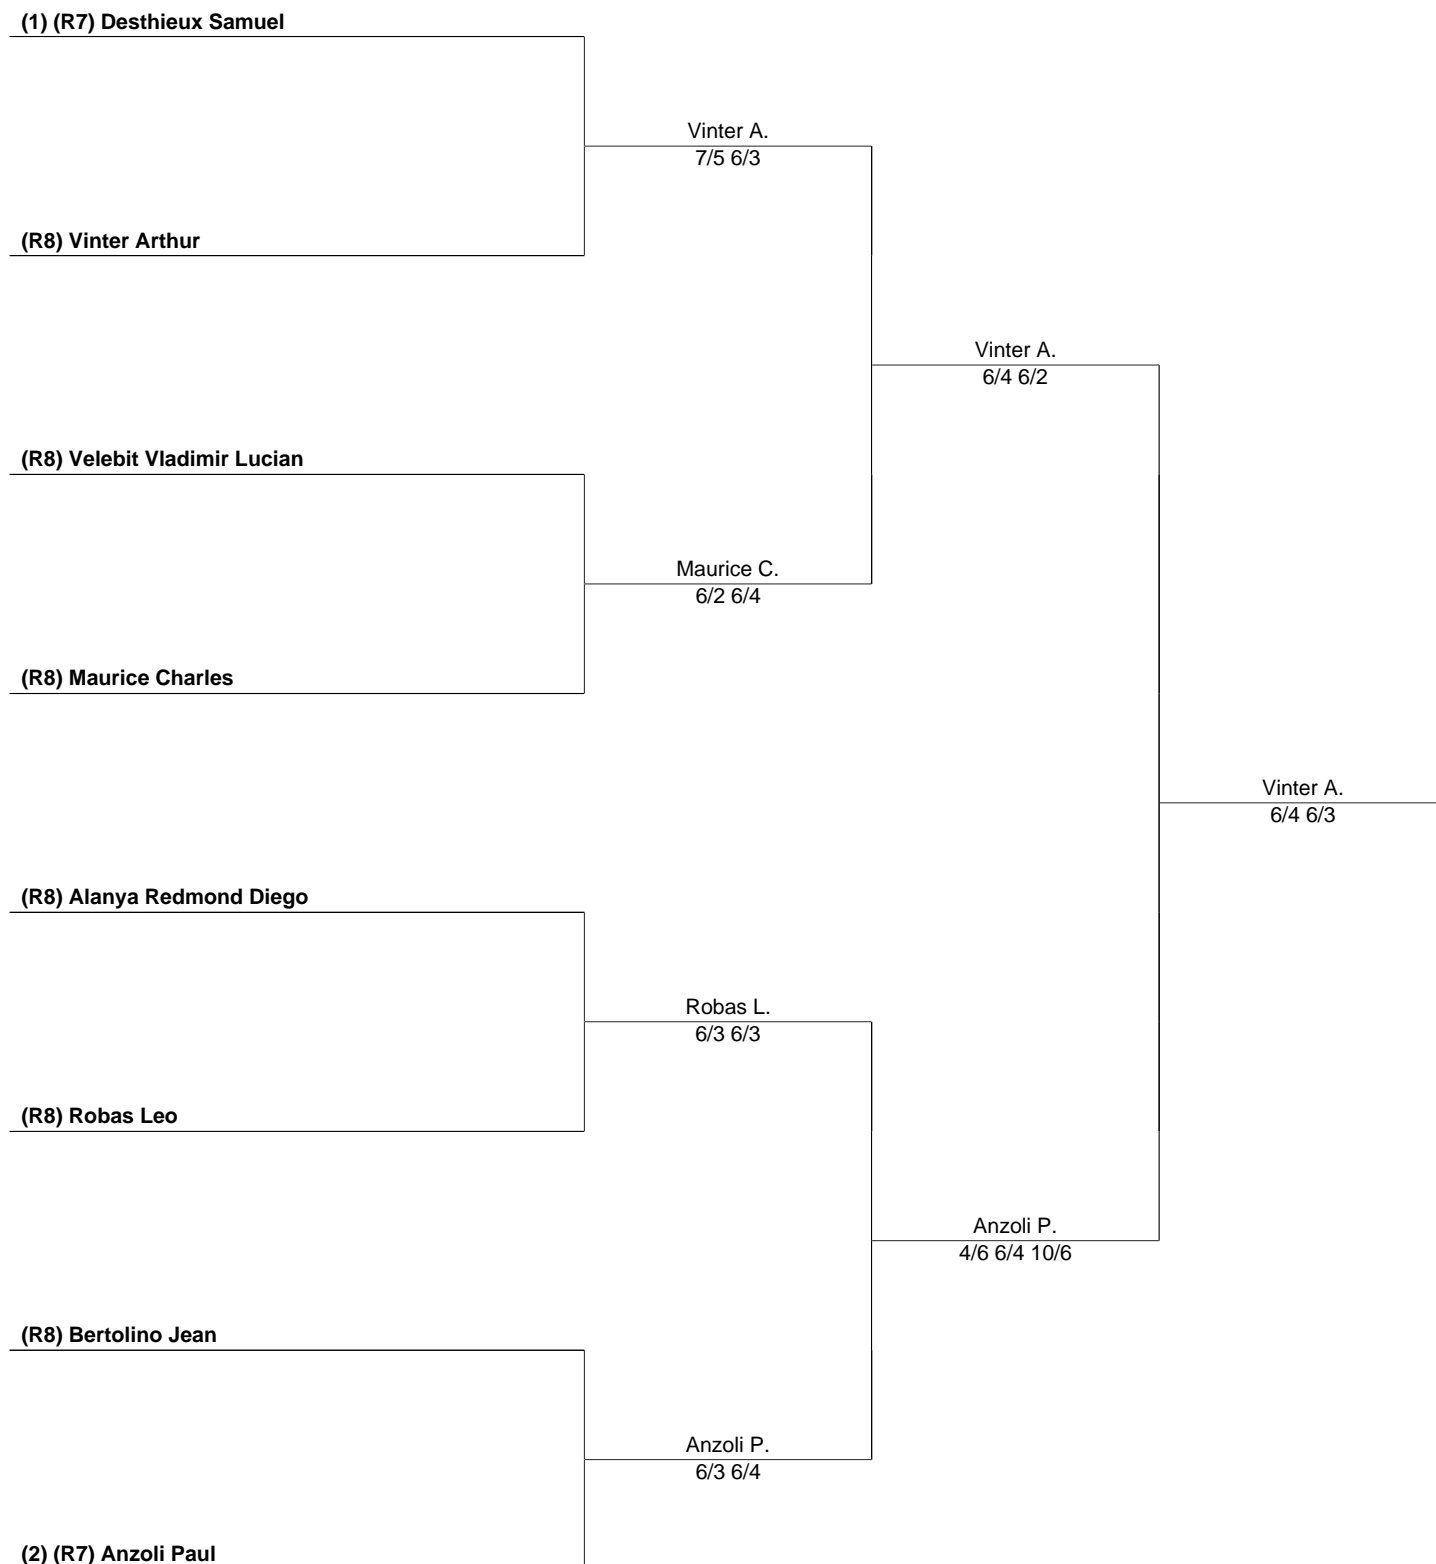 (1) (R7) Desthieux Samuel
Vinter A.
7/5 6/3
(R8) Vinter Arthur
Vinter A.
6/4 6/2
(R8) Velebit Vladimir Lucian
Maurice C.
6/2 6/4
(R8) Maurice Charles
Vinter A.
6/4 6/3
(R8) Alanya Redmond Diego
Robas L.
6/3 6/3
(R8) Robas Leo
Anzoli P.
4/6 6/4 10/6
(R8) Bertolino Jean
Anzoli P.
6/3 6/4
(2) (R7) Anzoli Paul